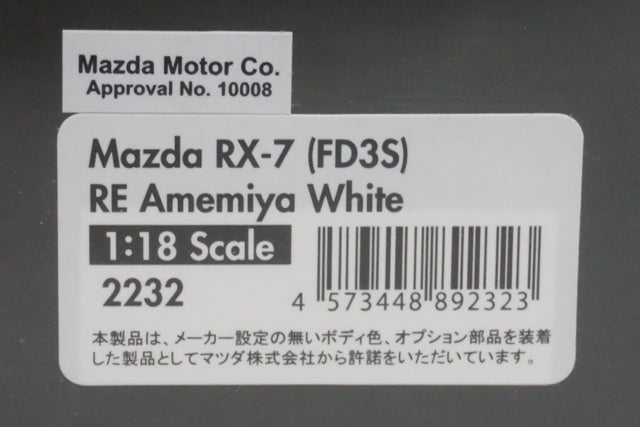 Mazda Motor Co.
Approval No. 10008
Mazda RX-7 (FD3S)
RE Amemiya White
1:18 Scale
2232
4 573448 892323
本製品は、メーカー設定の無いボディ色、オプション部品を装着
した製品としてマツダ株式会社から許諾をいただいています。